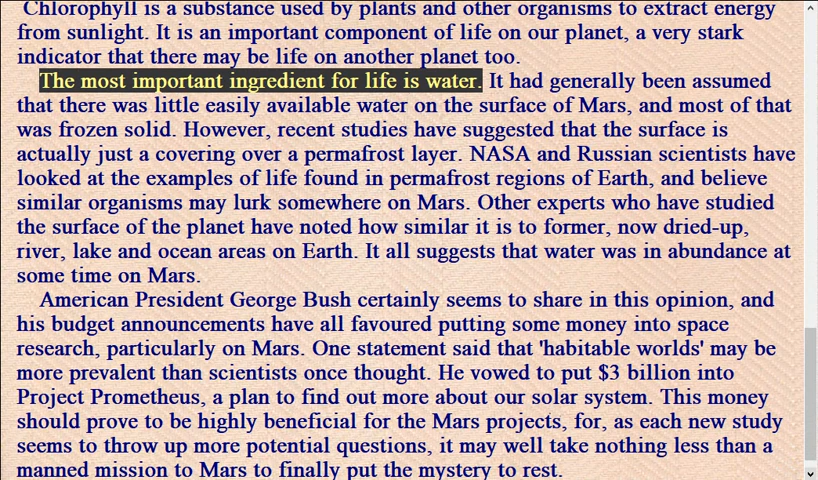 Chlorophyll is a substance used by plants and other organisms to extract energy
from sunlight. It is an important component of life on our planet, a very stark
indicator that there may be life on another planet too.
The most important ingredient for life is water. It had generally been assumed
that there was little easily available water on the surface of Mars, and most of that
was frozen solid. However, recent studies have suggested that the surface is
actually just a covering over a permafrost layer. NASA and Russian scientists have
looked at the examples of life found in permafrost regions of Earth, and believe
similar organisms may lurk somewhere on Mars. Other experts who have studied
the surface of the planet have noted how similar it is to former, now dried-up,
river, lake and ocean areas on Earth. It all suggests that water was in abundance at
some time on Mars.
American President George Bush certainly seems to share in this opinion, and
his budget announcements have all favoured putting some money into space
research, particularly on Mars. One statement said that 'habitable worlds' may be
more prevalent than scientists once thought. He vowed to put $3 billion into
Project Prometheus, a plan to find out more about our solar system. This money
should prove to be highly beneficial for the Mars projects, for, as each new study
seems to throw up more potential questions, it may well take nothing less than a
manned mission to Mars to finally put the mystery to rest.